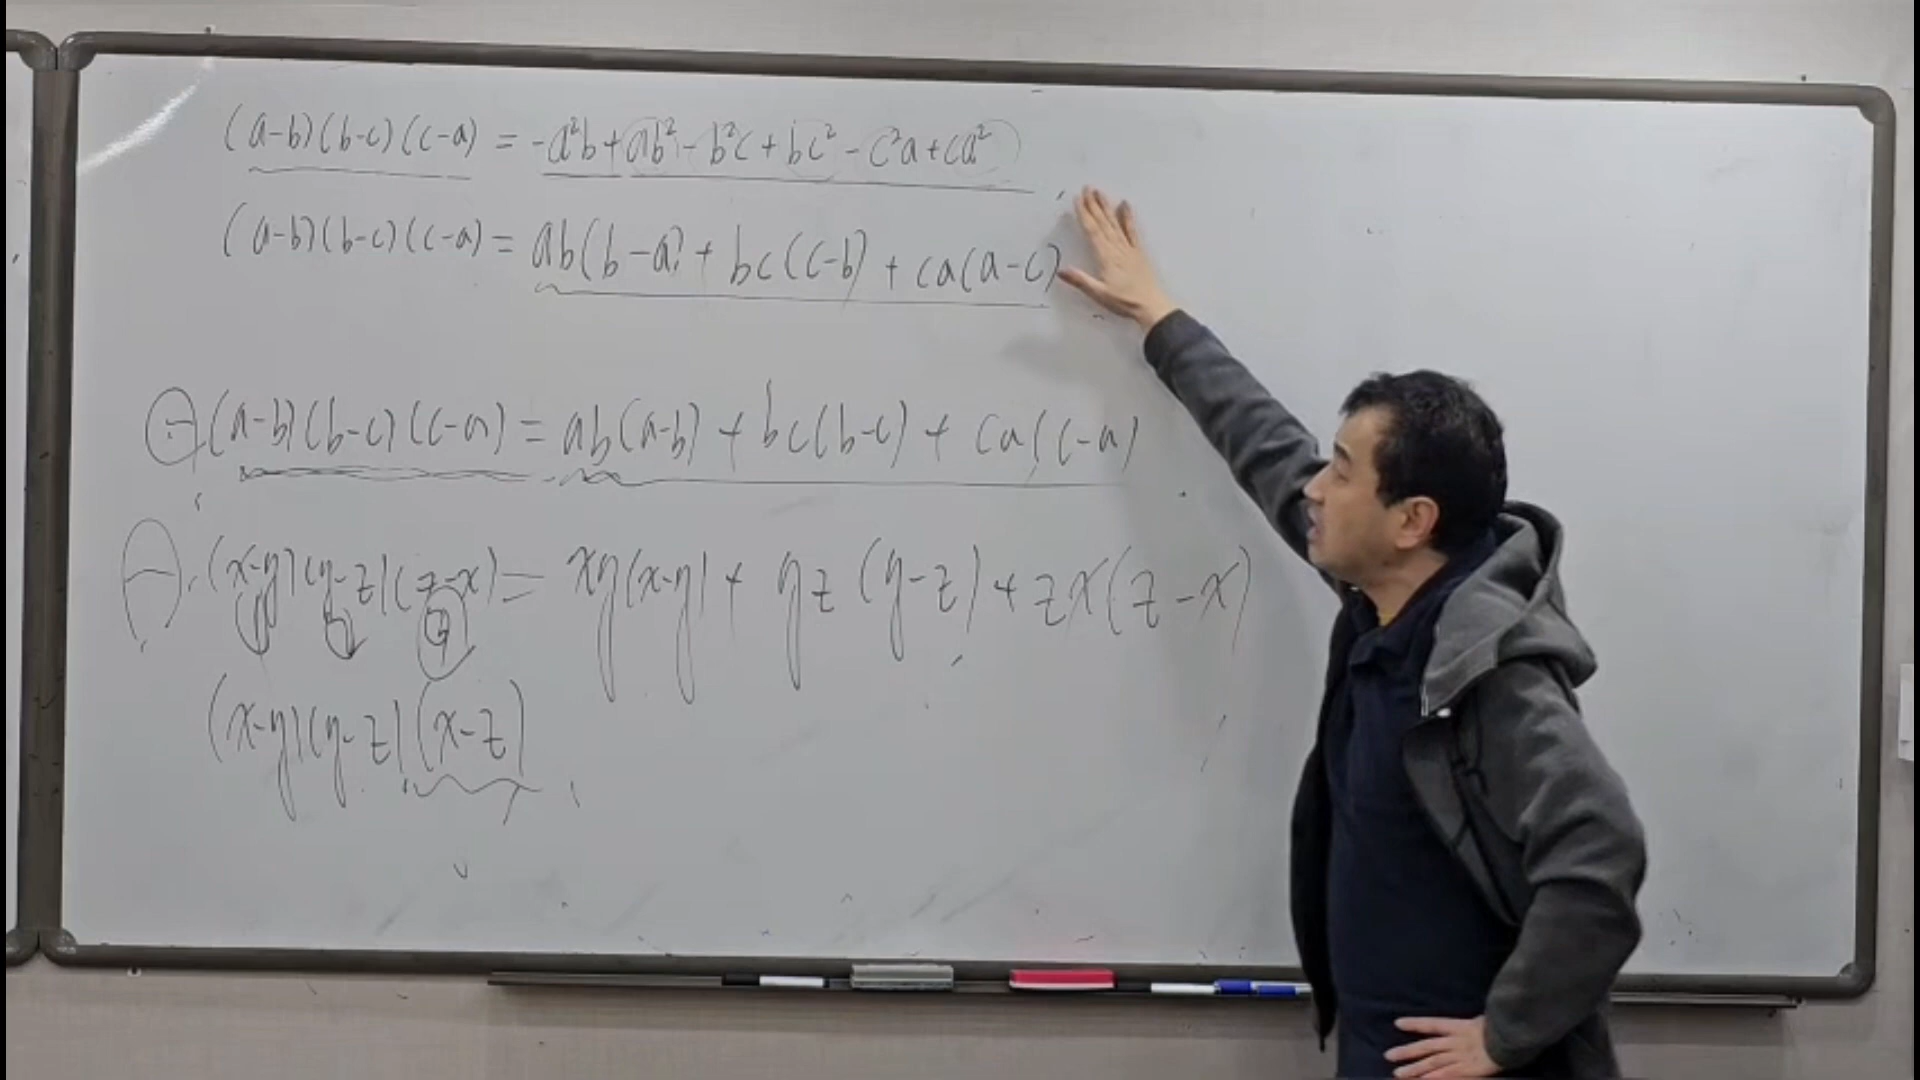 (a-b)(b-c)(c-a) = -a²b+ab²-b²c+bc²-c²a+ca²
(a-b)(b-c)(c-a) = ab(b-a)+bc(c-b)+ca(a-c)
-(a-b)(b-c)(c-a) = ab(a-b)+bc(b-c)+ca(c-a)
-(x-y)(y-z)(z-x) = xy(x-y)+yz(y-z)+zx(z-x)
(x-y)(y-z)(x-z)